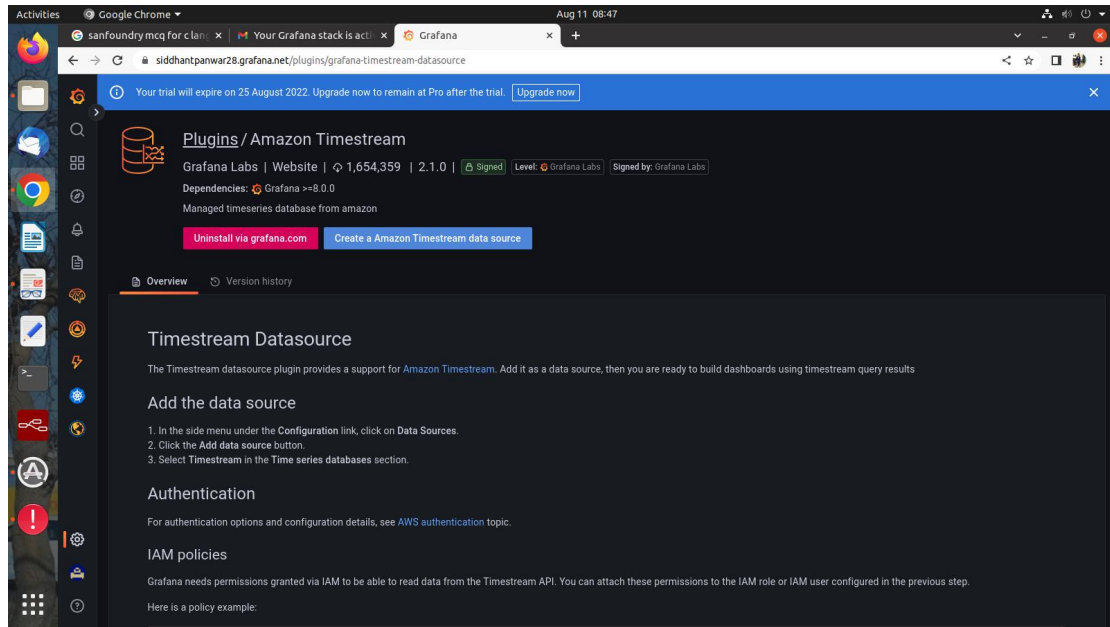 Activities
Google Chrome
Aug 11 08:47
sanfoundry mcq for c lang
Your Grafana stack is acti
Grafana
siddhantpanwar28.grafana.net/plugins/grafana-timestream-datasource
Your trial will expire on 25 August 2022. Upgrade now to remain at Pro after the trial. Upgrade now
Plugins / Amazon Timestream
Grafana Labs | Website | 1,654,359 | 2.1.0 | Signed Level: Grafana Labs Signed by: Grafana Labs
Dependencies: Grafana >=8.0.0
Managed timeseries database from amazon
Uninstall via grafana.com Create a Amazon Timestream data source
Overview Version history
Timestream Datasource
The Timestream datasource plugin provides a support for Amazon Timestream. Add it as a data source, then you are ready to build dashboards using timestream query results
Add the data source
1. In the side menu under the Configuration link, click on Data Sources.
2. Click the Add data source button.
3. Select Timestream in the Time series databases section.
Authentication
For authentication options and configuration details, see AWS authentication topic.
IAM policies
Grafana needs permissions granted via IAM to be able to read data from the Timestream API. You can attach these permissions to the IAM role or IAM user configured in the previous step.
Here is a policy example: